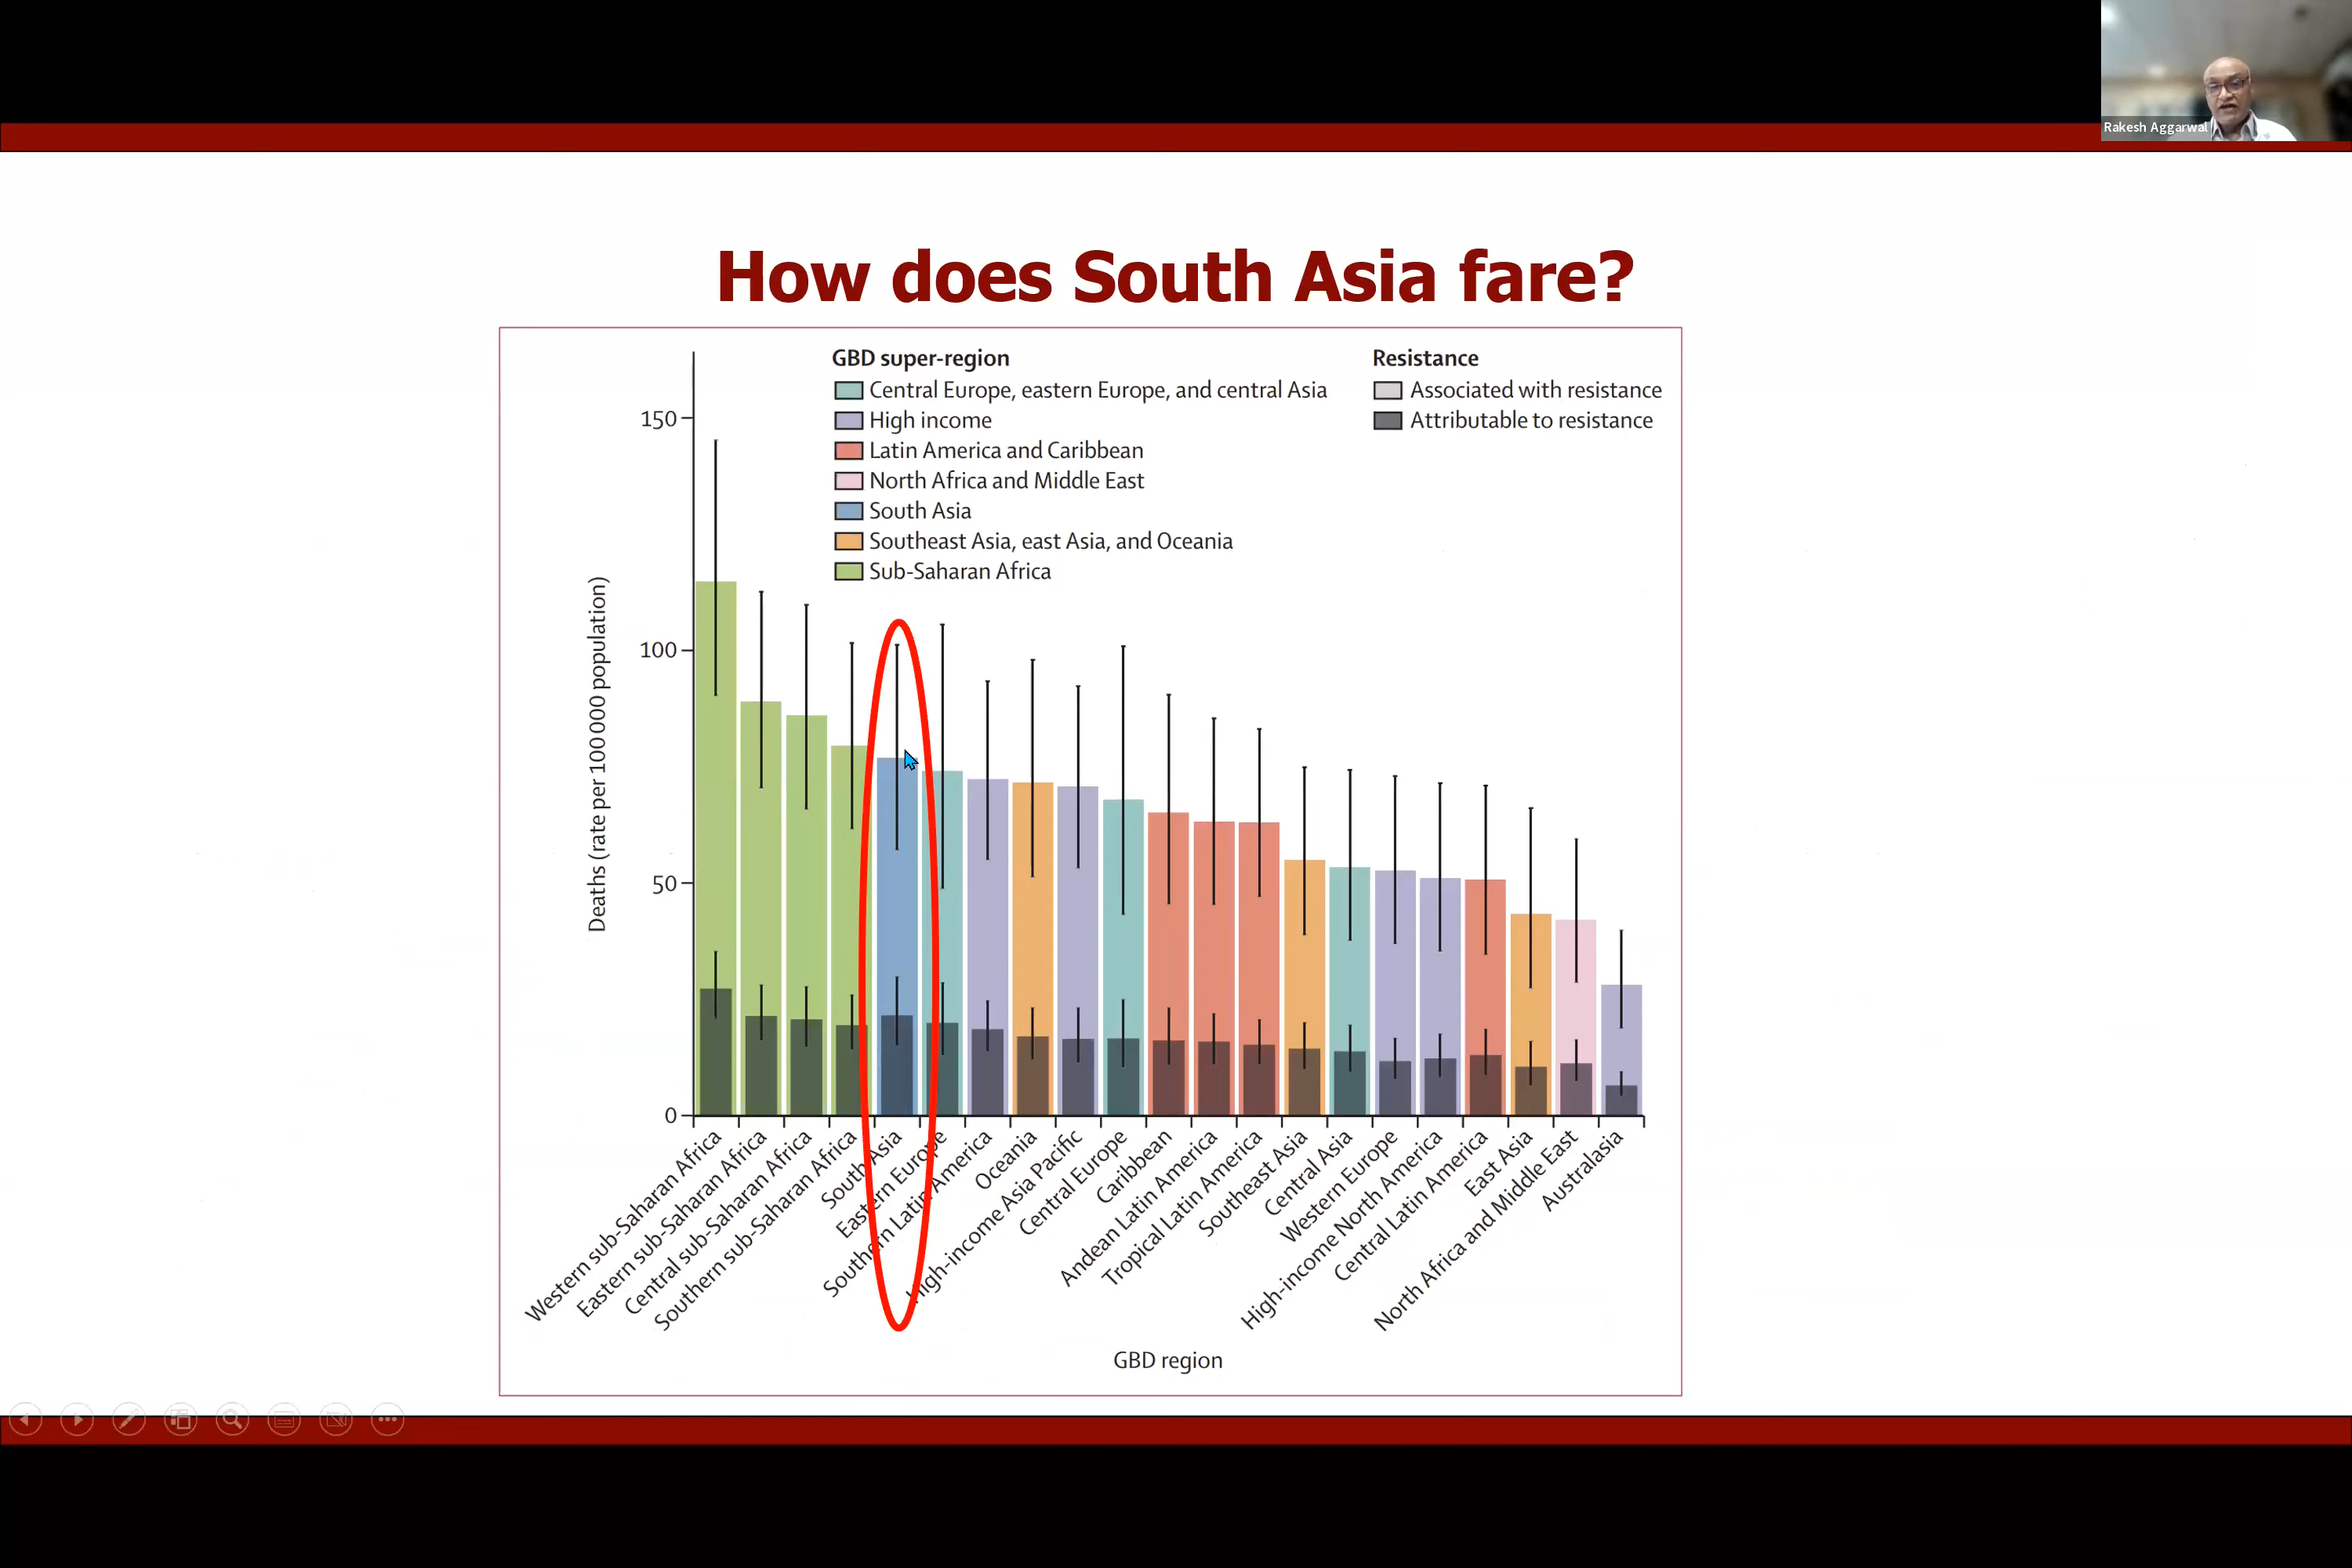 Rakesh Aggarwal
How does South Asia fare?
GBD super-region
Central Europe, eastern Europe, and central Asia
High income
Latin America and Caribbean
North Africa and Middle East
South Asia
Southeast Asia, east Asia, and Oceania
Sub-Saharan Africa
Resistance
Associated with resistance
Attributable to resistance
Deaths (rate per 100 000 population)
150
100
50
0
Western sub-Saharan Africa
Eastern sub-Saharan Africa
Central sub-Saharan Africa
Southern sub-Saharan Africa
South Asia
Eastern Europe
Southern Latin America
Oceania
High-income Asia Pacific
Central Europe
Caribbean
Andean Latin America
Tropical Latin America
Southeast Asia
Central Asia
Western Europe
High-income North America
Central Latin America
East Asia
North Africa and Middle East
Australasia
GBD region